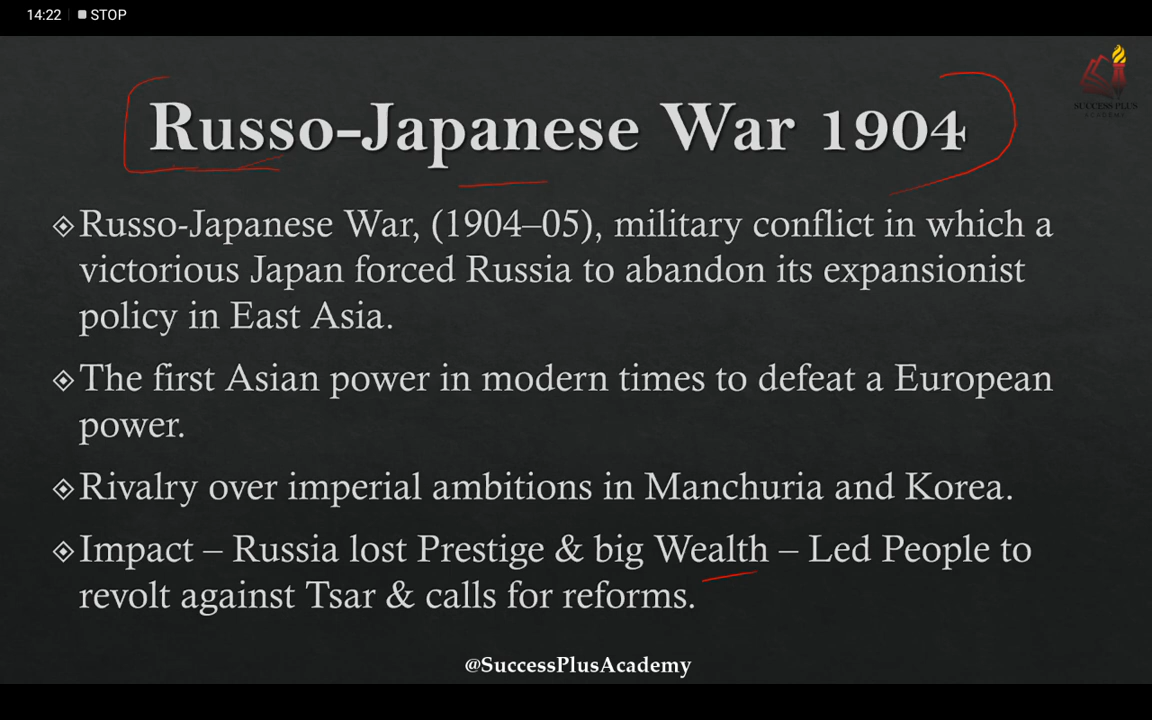 14:22 STOP
SUCCESS PLUS
ACADEMY
Russo-Japanese War 1904
Russo-Japanese War, (1904–05), military conflict in which a
victorious Japan forced Russia to abandon its expansionist
policy in East Asia.
The first Asian power in modern times to defeat a European
power.
Rivalry over imperial ambitions in Manchuria and Korea.
Impact – Russia lost Prestige & big Wealth – Led People to
revolt against Tsar & calls for reforms.
@SuccessPlusAcademy